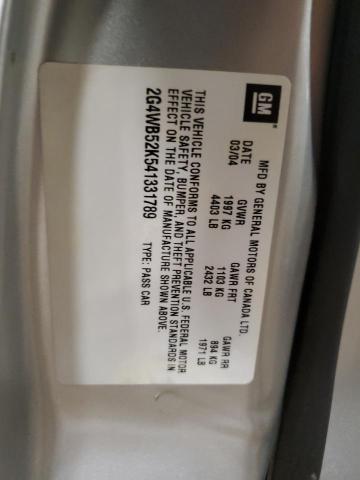 GM
MFD BY GENERAL MOTORS OF CANADA LTD.
DATE GVWR GAWR FRT GAWR RR
03/04 1997 KG 1103 KG 894 KG
4403 LB 2432 LB 1971 LB
THIS VEHICLE CONFORMS TO ALL APPLICABLE U.S. FEDERAL MOTOR
VEHICLE SAFETY, BUMPER, AND THEFT PREVENTION STANDARDS IN
EFFECT ON THE DATE OF MANUFACTURE SHOWN ABOVE.
2G4WB52K541331789 TYPE: PASS CAR